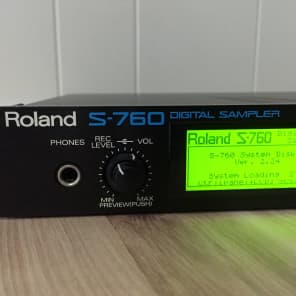 Roland S-760 DIGITAL SAMPLER
PHONES
REC
LEVEL
VOL
MIN
MAX
PREVIEW(PUSH)
Roland S-760
S-760 System Disk
Ver. 2.24
System Loading